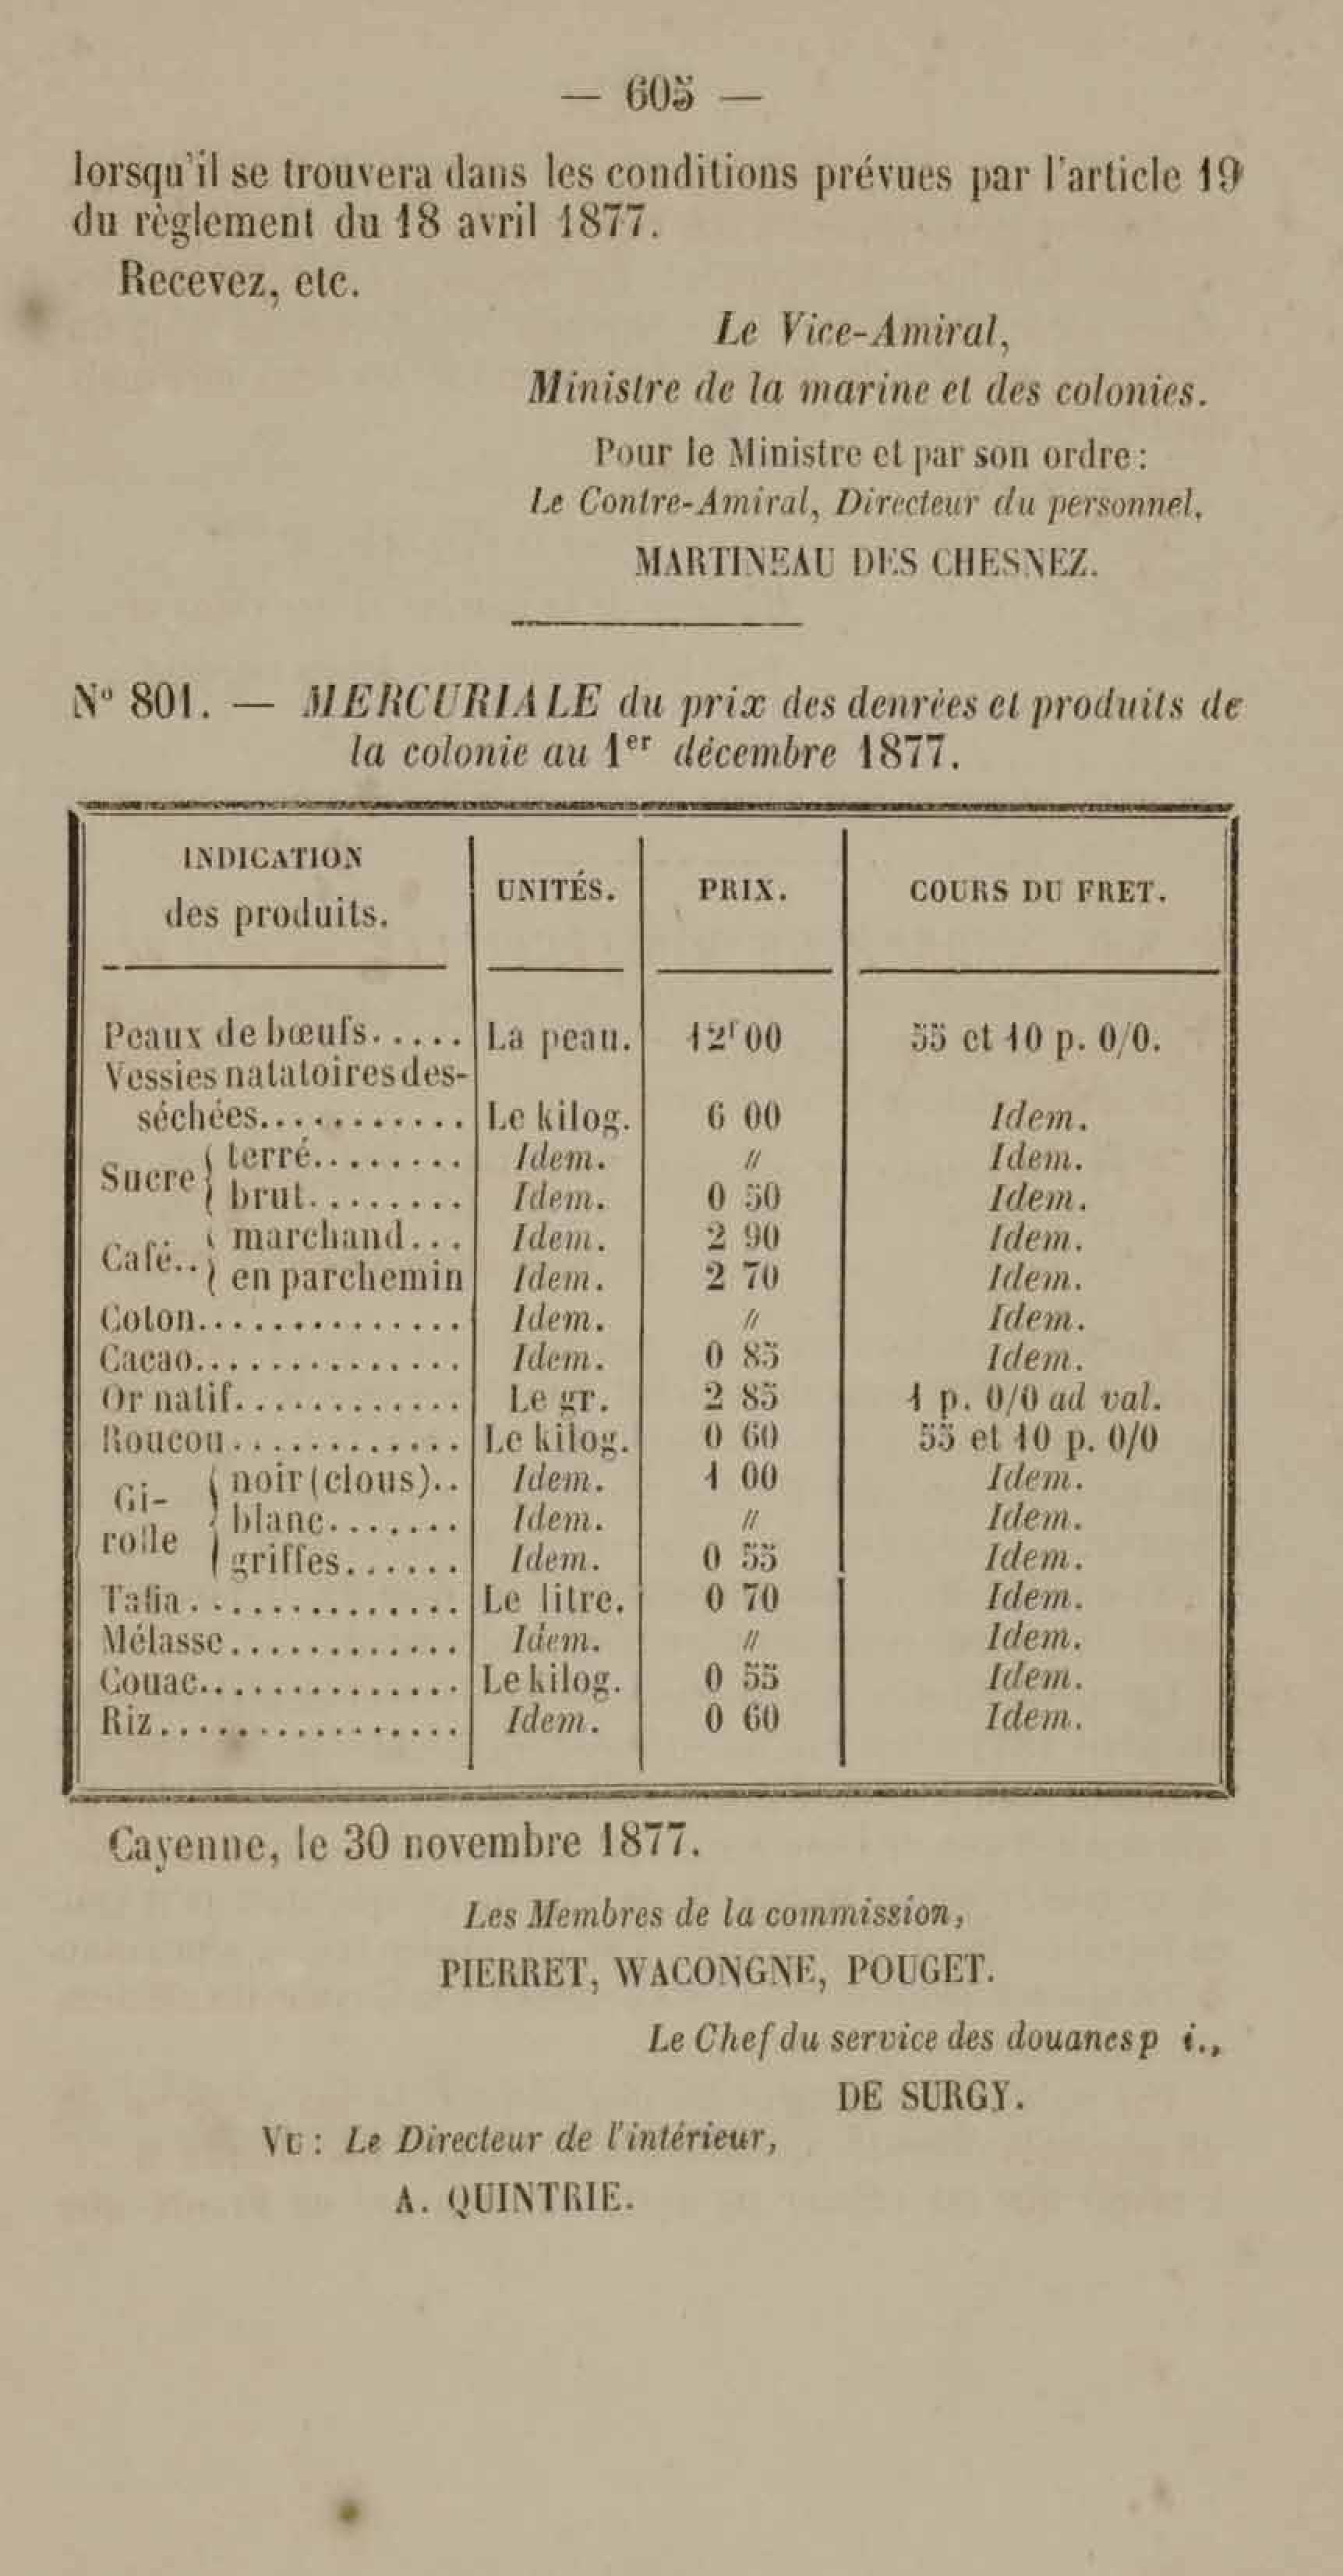 — 605 —
lorsqu'il se trouvera dans les conditions prévues par l'article 19
du règlement du 18 avril 1877.
Recevez, etc.
Le Vice-Amiral,
Ministre de la marine et des colonies.
Pour le Ministre et par son ordre :
Le Contre-Amiral, Directeur du personnel,
MARTINEAU DES CHESNEZ.
N° 801. — MERCURIALE du prix des denrées et produits de
la colonie au 1er décembre 1877.
INDICATION des produits. UNITÉS. PRIX. COURS DU FRET.
Peaux de bœufs..... La peau. 12f 00 55 et 10 p. 0/0.
Vessies natatoires des-
séchées........... Le kilog. 6 00 Idem.
Sucre { terré........ Idem. " Idem.
brut........ Idem. 0 50 Idem.
Café.. { marchand... Idem. 2 90 Idem.
en parchemin Idem. 2 70 Idem.
Coton.............. Idem. " Idem.
Cacao.............. Idem. 0 85 Idem.
Or natif............ Le gr. 2 85 1 p. 0/0 ad val.
Roucou............ Le kilog. 0 60 55 et 10 p. 0/0
Gi-rofle { noir (clous).. Idem. 1 00 Idem.
blanc....... Idem. " Idem.
griffes...... Idem. 0 55 Idem.
Tafia.............. Le litre. 0 70 Idem.
Mélasse............ Idem. " Idem.
Couac.............. Le kilog. 0 55 Idem.
Riz................ Idem. 0 60 Idem.
Cayenne, le 30 novembre 1877.
Les Membres de la commission,
PIERRET, WACONGNE, POUGET.
Le Chef du service des douanes p i.,
DE SURGY.
VU : Le Directeur de l'intérieur,
A. QUINTRIE.